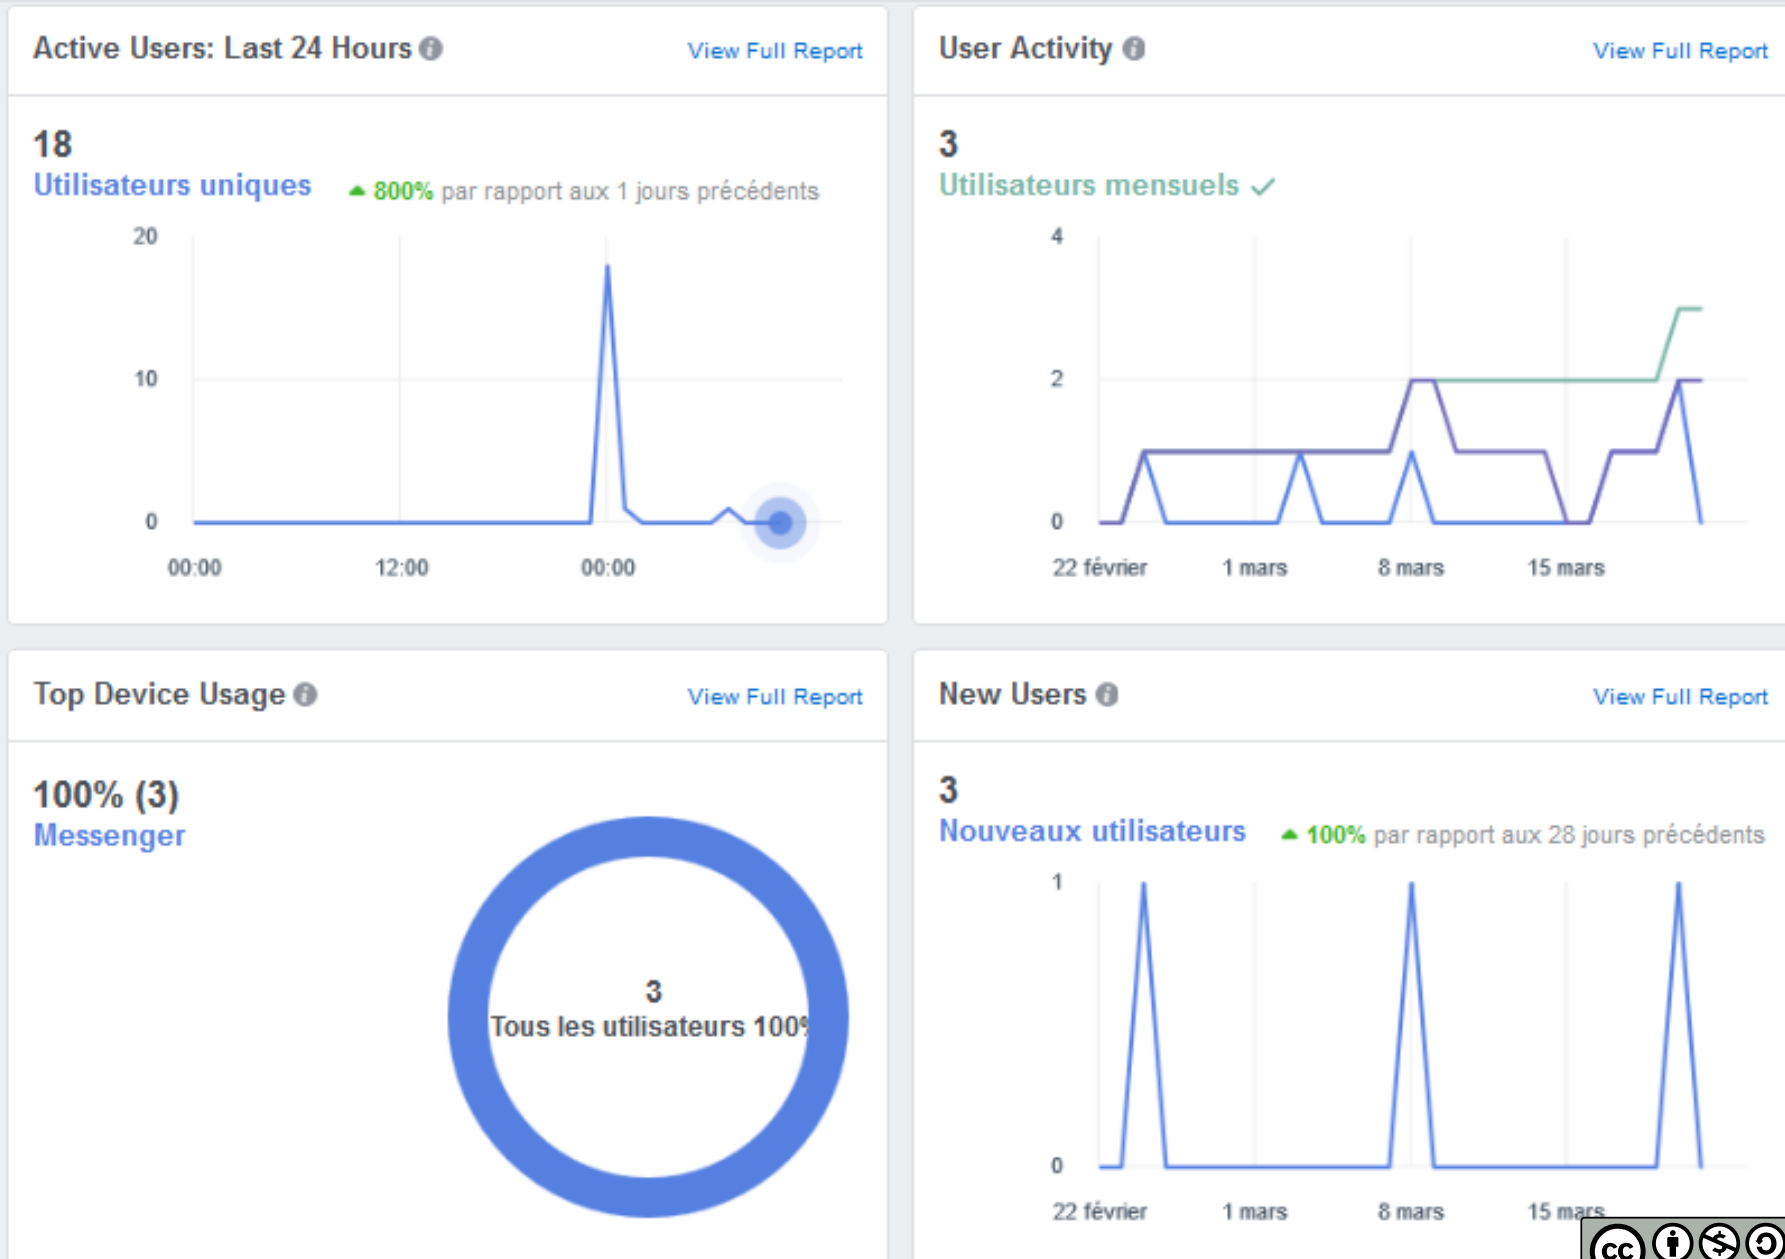 Active Users: Last 24 Hours
View Full Report
18
Utilisateurs uniques
800% par rapport aux 1 jours précédents
20
10
0
00:00
12:00
00:00
User Activity
View Full Report
3
Utilisateurs mensuels
4
2
0
22 février
1 mars
8 mars
15 mars
Top Device Usage
View Full Report
100% (3)
Messenger
3
Tous les utilisateurs 100%
New Users
View Full Report
3
Nouveaux utilisateurs
100% par rapport aux 28 jours précédents
1
0
22 février
1 mars
8 mars
15 mars
cc